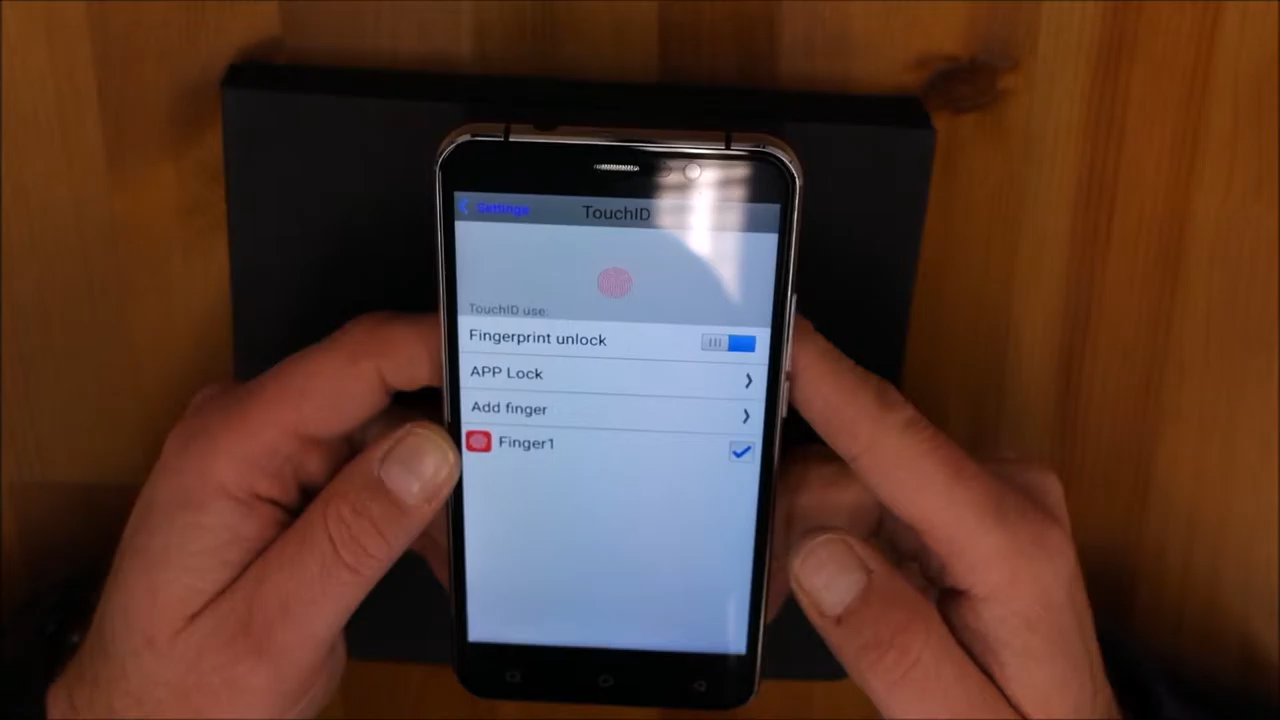 Settings
TouchID
TouchID use:
Fingerprint unlock
APP Lock
Add finger
Finger1